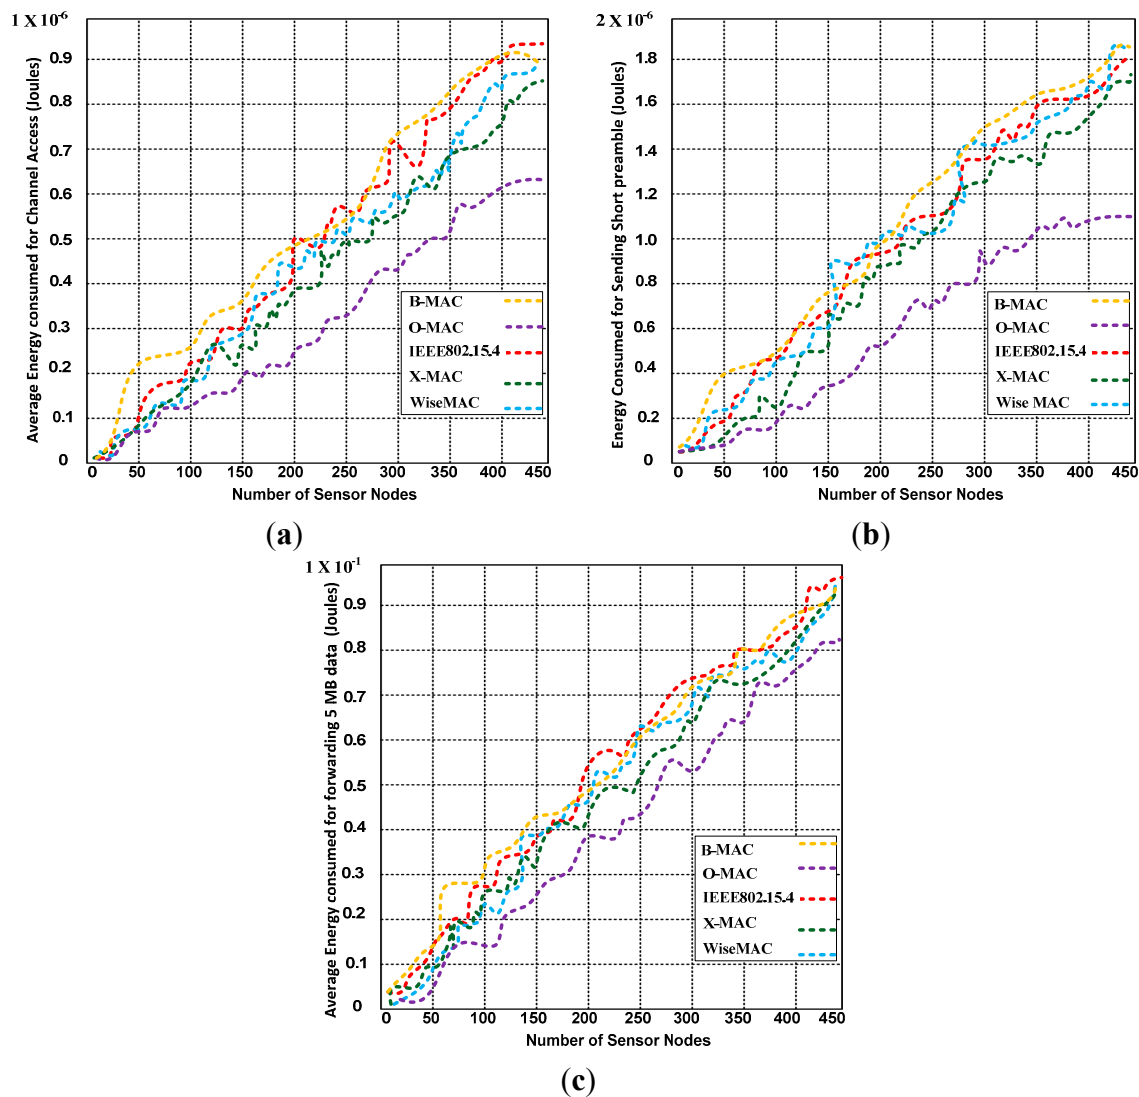 1 X 10-6
0.9
0.8
0.7
0.6
0.5
0.4
0.3
0.2
0.1
0
Average Energy consumed for Channel Access (Joules)
B-MAC
O-MAC
IEEE802.15.4
X-MAC
WiseMAC
0 50 100 150 200 250 300 350 400 450
Number of Sensor Nodes
(a)
2 X 10-6
1.8
1.6
1.4
1.2
1.0
0.8
0.6
0.4
0.2
0
Energy Consumed for Sending Short preamble (Joules)
B-MAC
O-MAC
IEEE802.15.4
X-MAC
Wise MAC
0 50 100 150 200 250 300 350 400 450
Number of Sensor Nodes
(b)
1 X 10-1
0.9
0.8
0.7
0.6
0.5
0.4
0.3
0.2
0.1
0
Average Energy consumed for forwarding 5 MB data (Joules)
B-MAC
O-MAC
IEEE802.15.4
X-MAC
WiseMAC
0 50 100 150 200 250 300 350 400 450
Number of Sensor Nodes
(c)